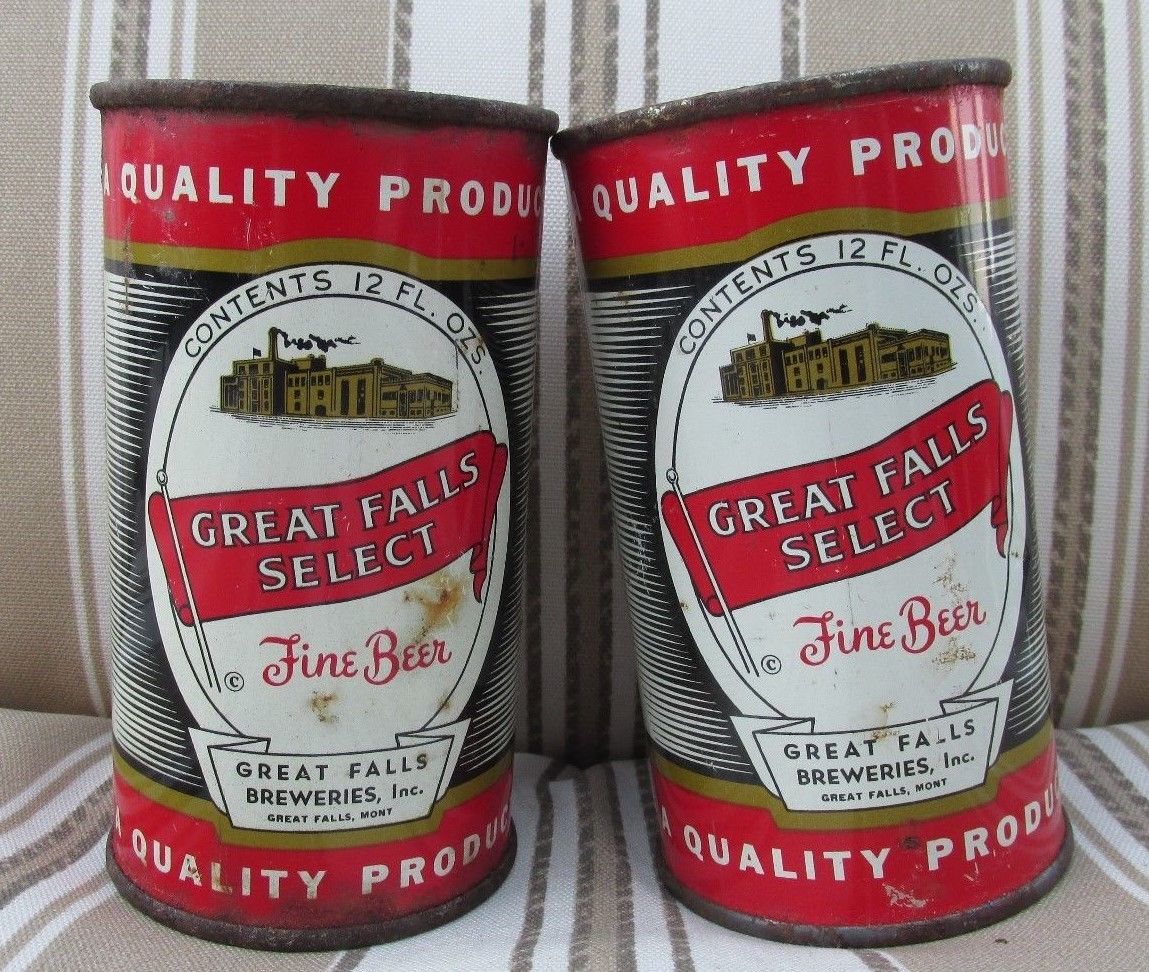 A QUALITY PRODUC
CONTENTS 12 FL. OZS.
GREAT FALLS
SELECT
© Fine Beer
GREAT FALLS
BREWERIES, Inc.
GREAT FALLS, MONT
A QUALITY PRODUC
A QUALITY PRODUC
CONTENTS 12 FL. OZS.
GREAT FALLS
SELECT
© Fine Beer
GREAT FALLS
BREWERIES, Inc.
GREAT FALLS, MONT
A QUALITY PRODUC